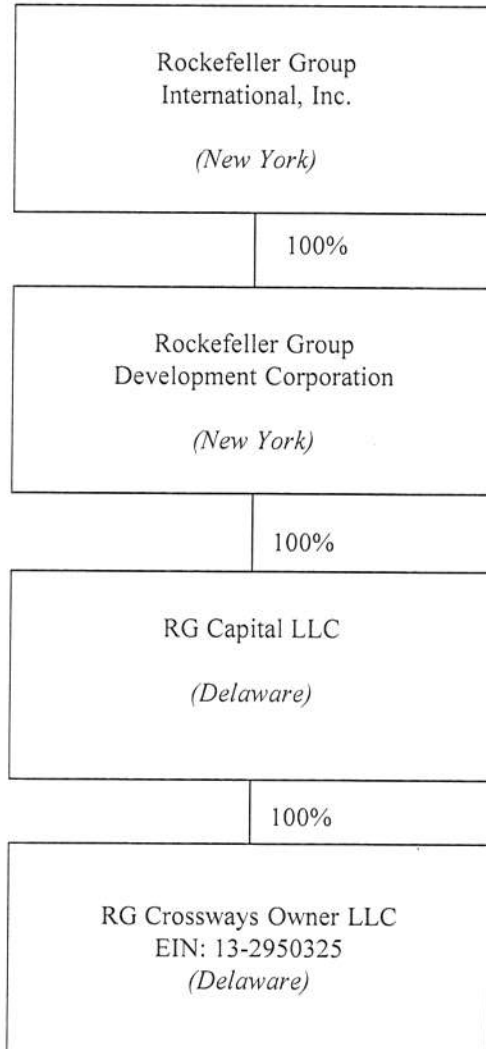 Rockefeller Group
International, Inc.
(New York)
100%
Rockefeller Group
Development Corporation
(New York)
100%
RG Capital LLC
(Delaware)
100%
RG Crossways Owner LLC
EIN: 13-2950325
(Delaware)